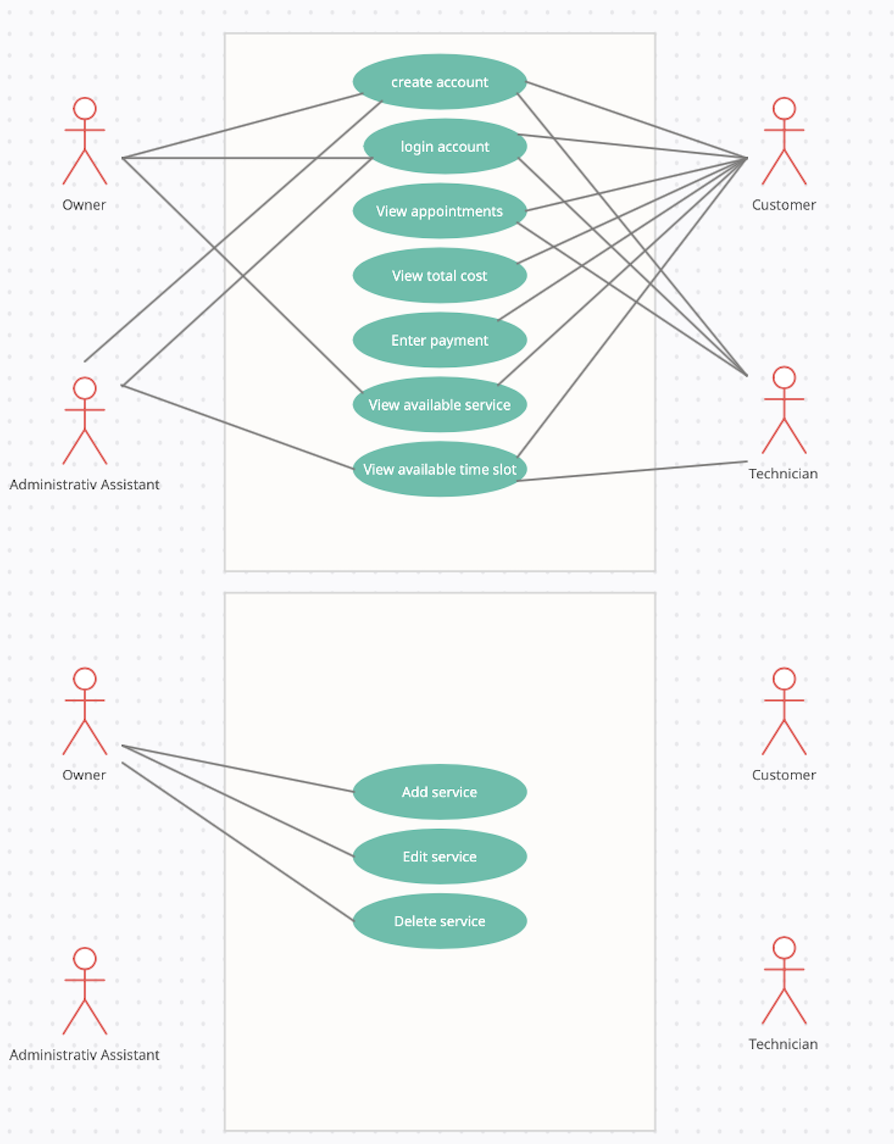 create account
login account
Owner
Customer
View appointments
View total cost
Enter payment
View available service
View available time slot
Administrativ Assistant
Technician
Owner
Customer
Add service
Edit service
Delete service
Administrativ Assistant
Technician